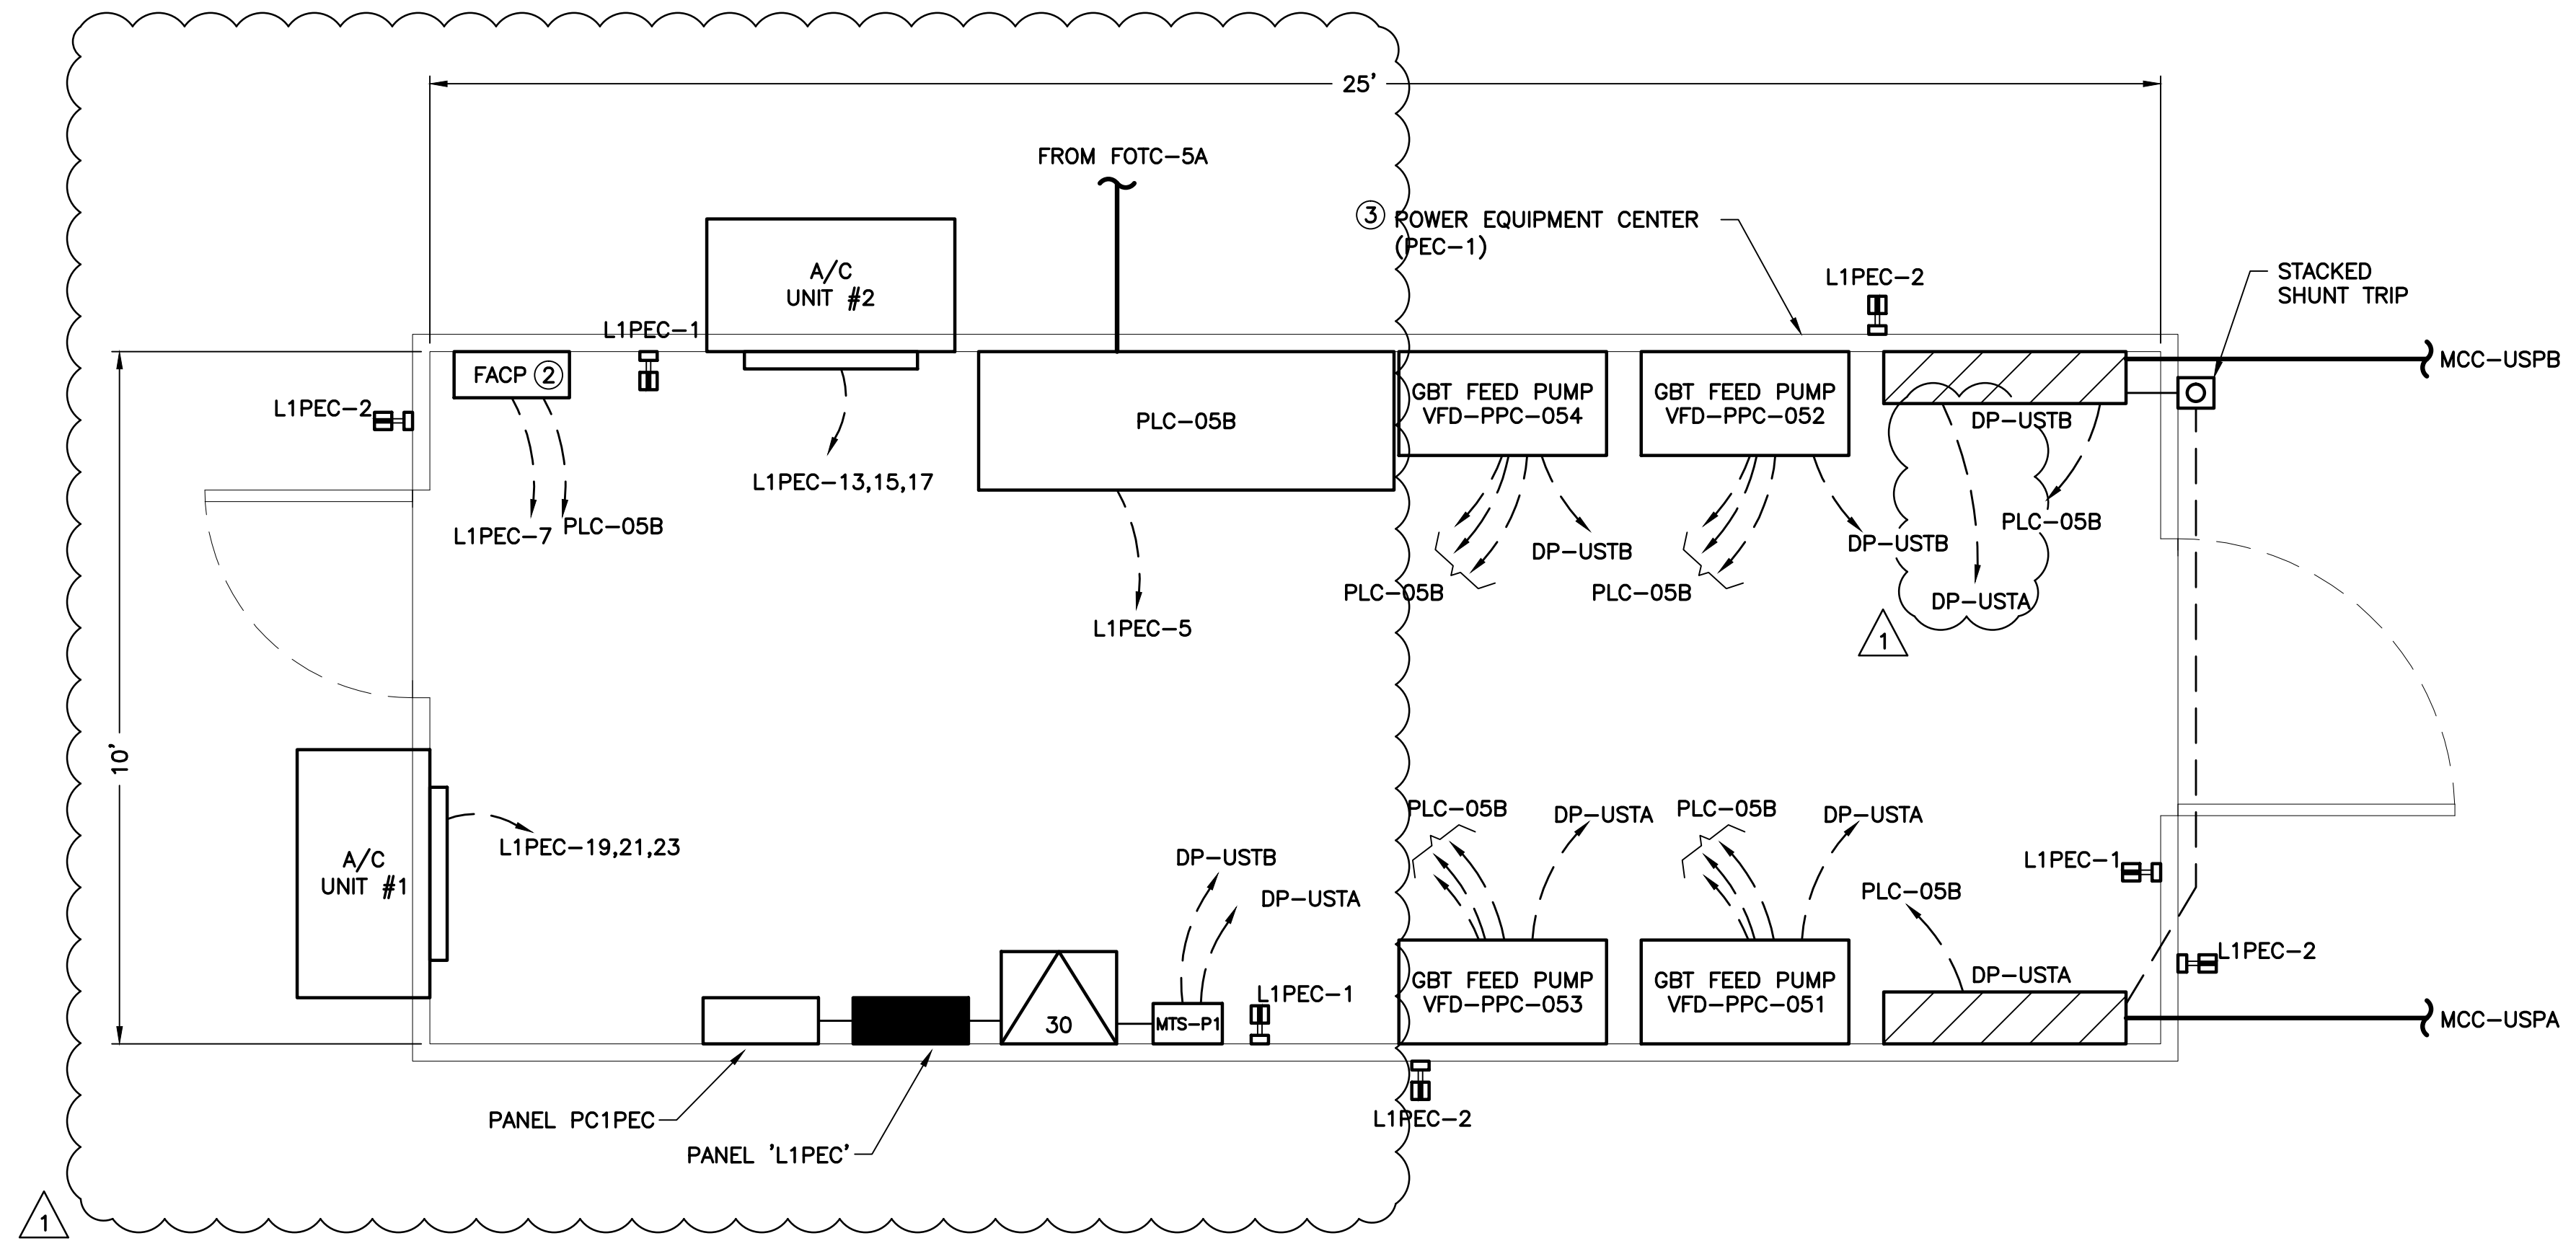 25'
FROM FOTC-5A
3 POWER EQUIPMENT CENTER
(PEC-1)
A/C
UNIT #2
L1PEC-1
L1PEC-2
STACKED
SHUNT TRIP
MCC-USPB
FACP 2
L1PEC-2
L1PEC-7
PLC-05B
L1PEC-13,15,17
PLC-05B
L1PEC-5
GBT FEED PUMP
VFD-PPC-054
PLC-05B
DP-USTB
GBT FEED PUMP
VFD-PPC-052
PLC-05B
DP-USTB
DP-USTB
PLC-05B
DP-USTA
1
10'
A/C
UNIT #1
L1PEC-19,21,23
DP-USTB
DP-USTA
PLC-05B
DP-USTA
PLC-05B
DP-USTA
L1PEC-1
PLC-05B
L1PEC-2
30
MTS-P1
L1PEC-1
GBT FEED PUMP
VFD-PPC-053
GBT FEED PUMP
VFD-PPC-051
DP-USTA
MCC-USPA
PANEL PC1PEC
PANEL 'L1PEC'
L1PEC-2
1